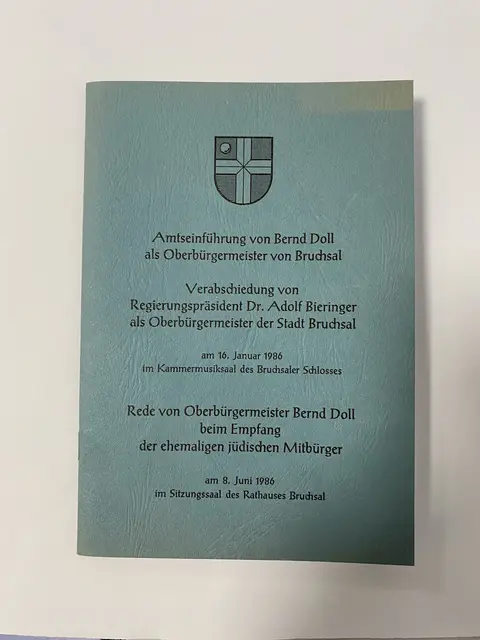 Amtseinführung von Bernd Doll
als Oberbürgermeister von Bruchsal
Verabschiedung von
Regierungspräsident Dr. Adolf Bieringer
als Oberbürgermeister der Stadt Bruchsal
am 16. Januar 1986
im Kammermusiksaal des Bruchsaler Schlosses
Rede von Oberbürgermeister Bernd Doll
beim Empfang
der ehemaligen jüdischen Mitbürger
am 8. Juni 1986
im Sitzungssaal des Rathauses Bruchsal